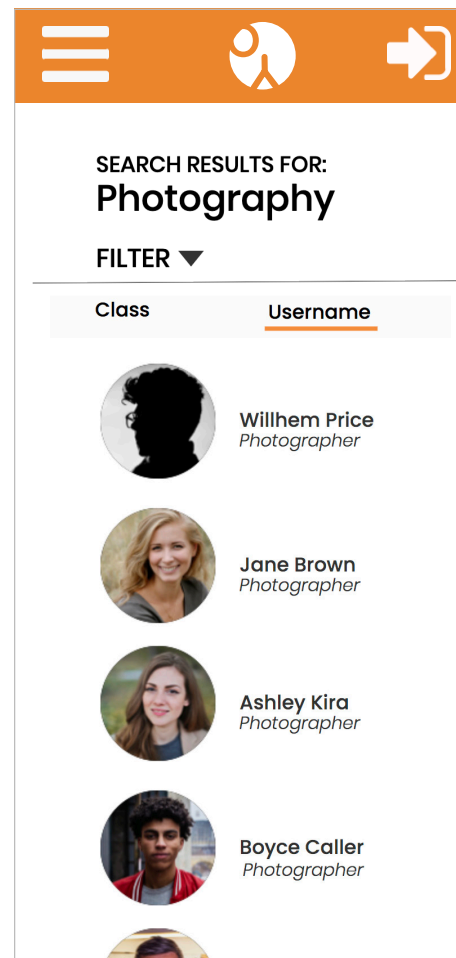 SEARCH RESULTS FOR:
Photography
FILTER
Class Username
Willhem Price
Photographer
Jane Brown
Photographer
Ashley Kira
Photographer
Boyce Caller
Photographer